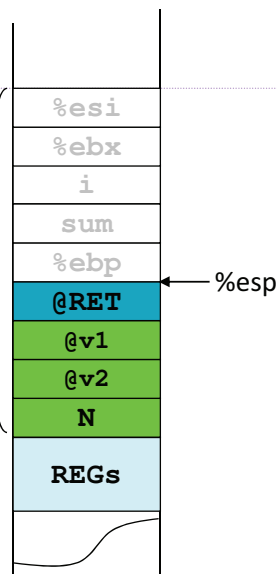 %esi
%ebx
i
sum
%ebp
%esp
@RET
@v1
@v2
N
REGs